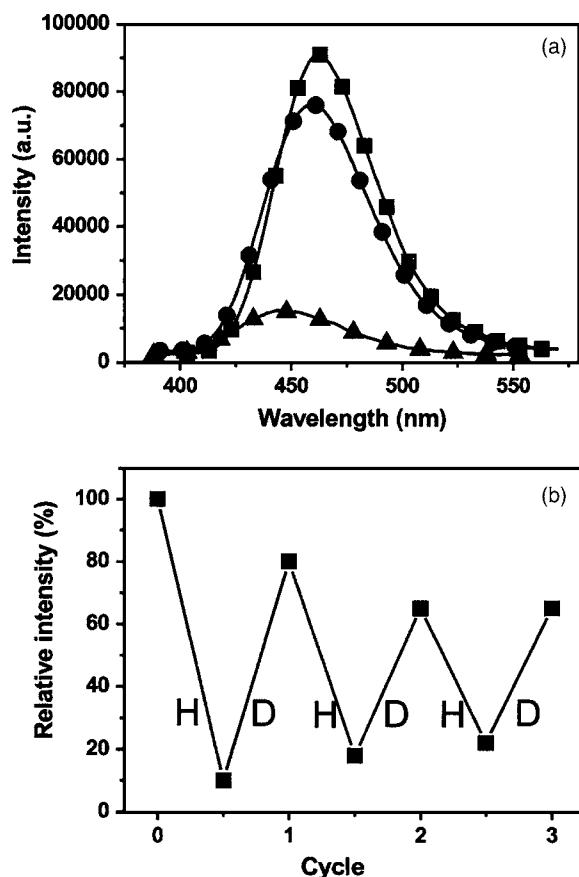 (a)
Intensity (a.u.)
100000
80000
60000
40000
20000
0
400 450 500 550
Wavelength (nm)
(b)
Relative intensity (%)
100
80
60
40
20
0
H D H D H D
0 1 2 3
Cycle